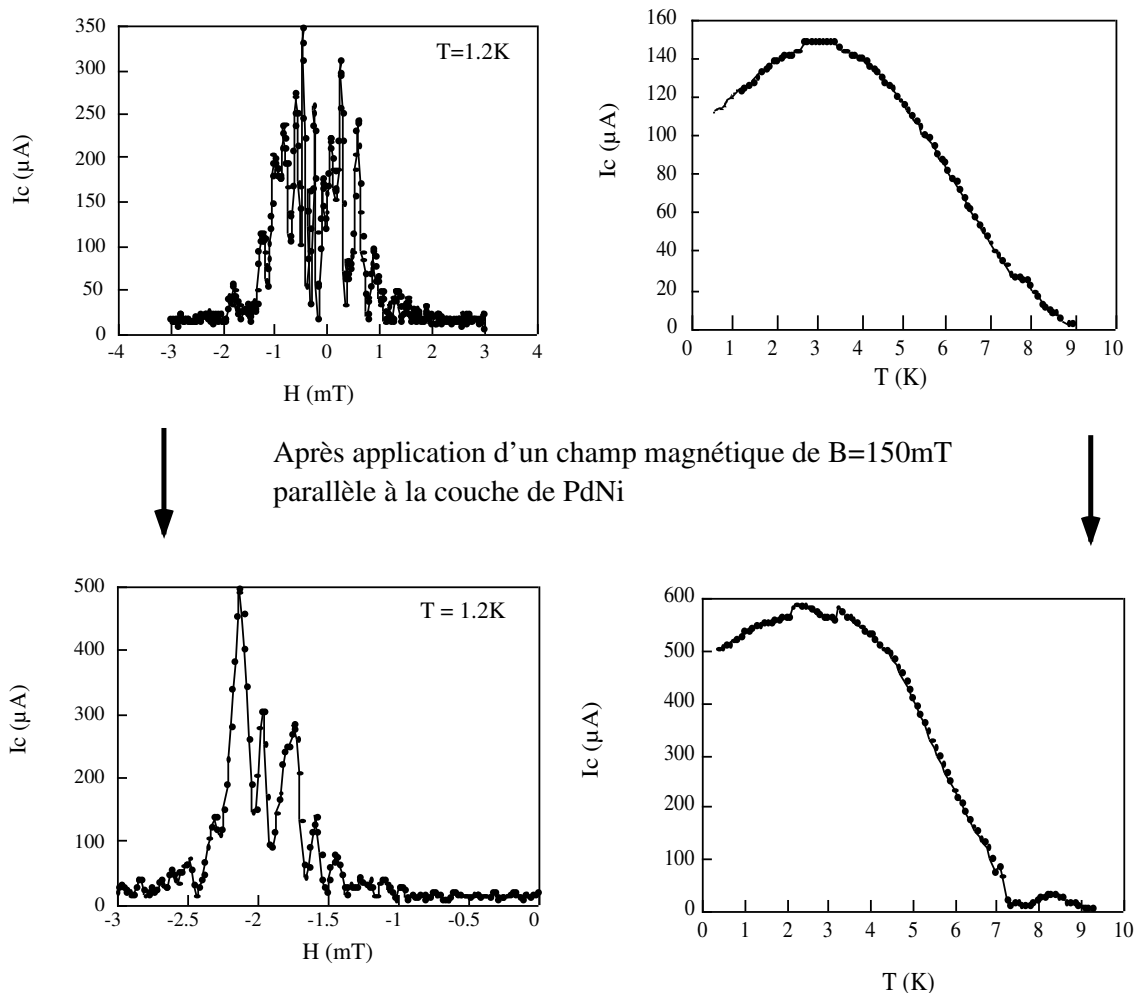 350
300
250
200
150
100
50
0
Ic (µA)
T=1.2K
-4 -3 -2 -1 0 1 2 3 4
H (mT)
160
140
120
100
80
60
40
20
0
Ic (µA)
0 1 2 3 4 5 6 7 8 9 10
T (K)
Après application d'un champ magnétique de B=150mT
parallèle à la couche de PdNi
500
400
300
200
100
0
Ic (µA)
T = 1.2K
-3 -2.5 -2 -1.5 -1 -0.5 0
H (mT)
600
500
400
300
200
100
0
Ic (µA)
0 1 2 3 4 5 6 7 8 9 10
T (K)